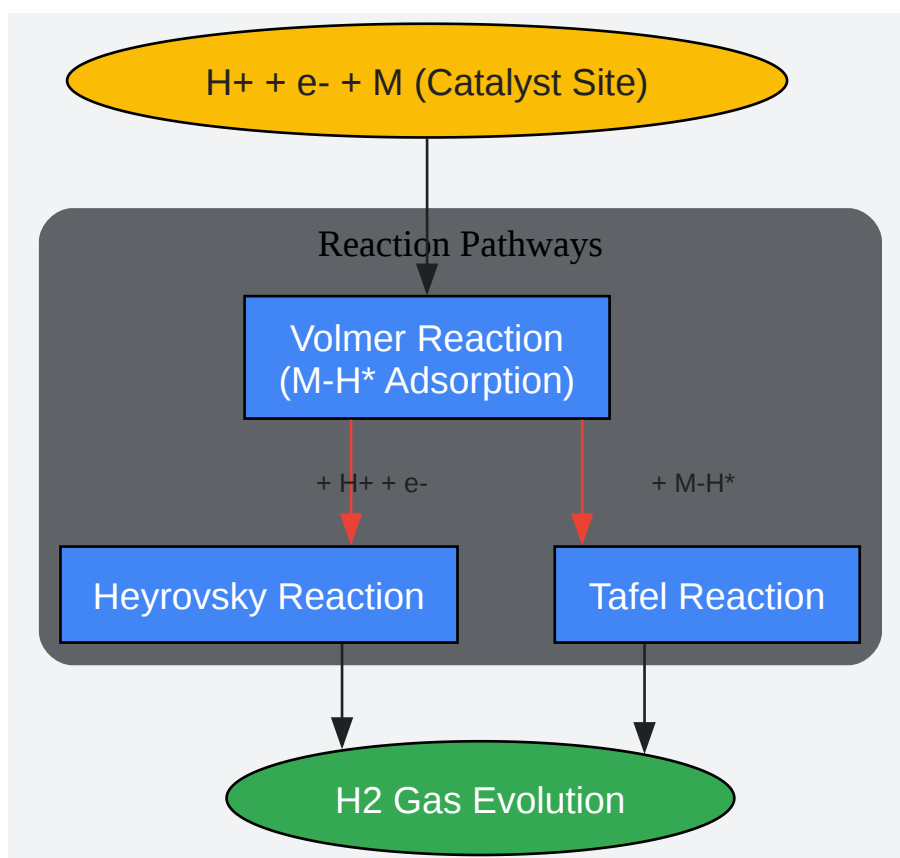 H+ + e- + M (Catalyst Site)
Reaction Pathways
Volmer Reaction
(M-H* Adsorption)
+ H+ + e-
+ M-H*
Heyrovsky Reaction
Tafel Reaction
H2 Gas Evolution